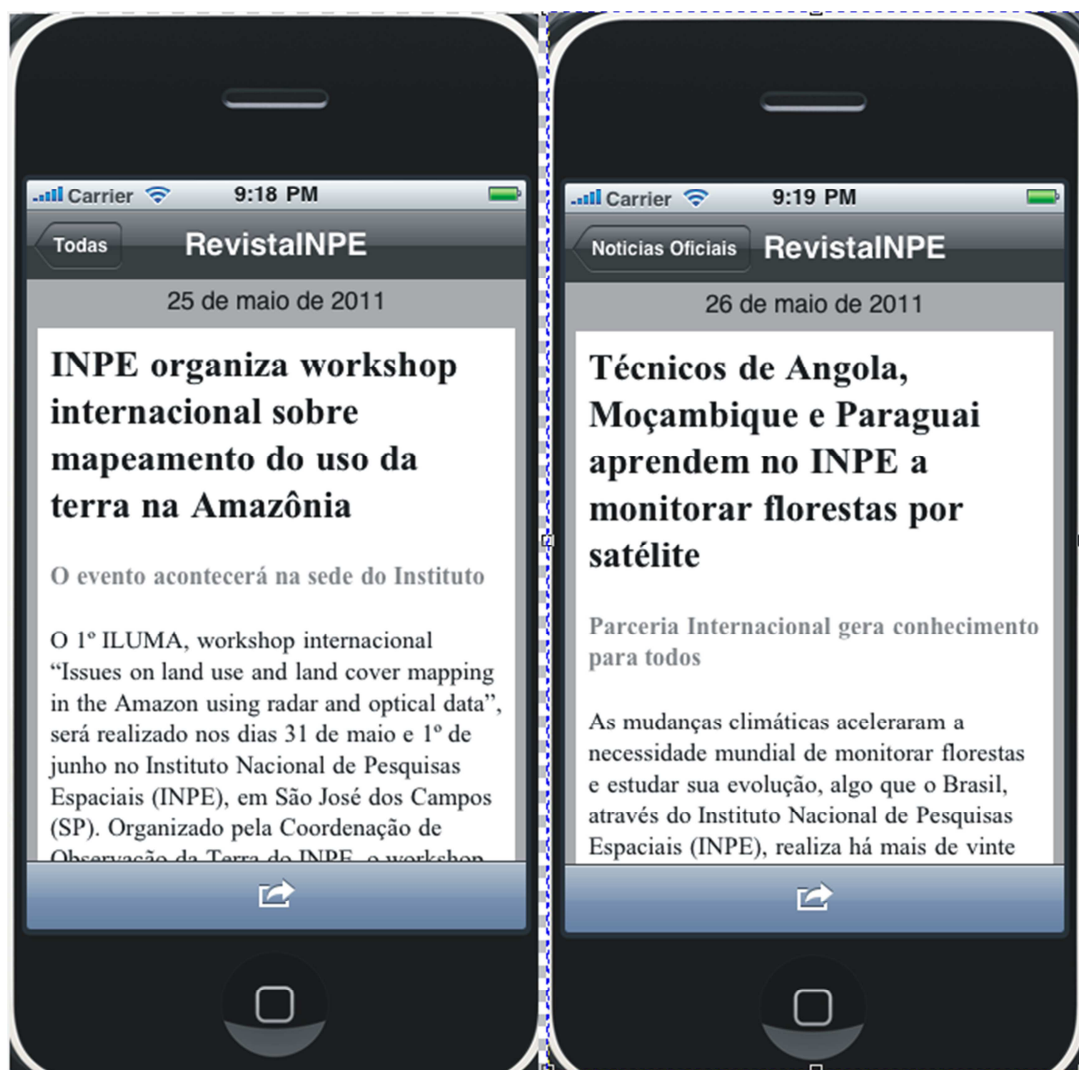 Carrier 9:18 PM
Todas RevistaINPE
25 de maio de 2011
INPE organiza workshop
internacional sobre
mapeamento do uso da
terra na Amazônia
O evento acontecerá na sede do Instituto
O 1º ILUMA, workshop internacional
“Issues on land use and land cover mapping
in the Amazon using radar and optical data”,
será realizado nos dias 31 de maio e 1º de
junho no Instituto Nacional de Pesquisas
Espaciais (INPE), em São José dos Campos
(SP). Organizado pela Coordenação de
Observação da Terra do INPE, o workshop
Carrier 9:19 PM
Noticias Oficiais RevistaINPE
26 de maio de 2011
Técnicos de Angola,
Moçambique e Paraguai
aprendem no INPE a
monitorar florestas por
satélite
Parceria Internacional gera conhecimento
para todos
As mudanças climáticas aceleraram a
necessidade mundial de monitorar florestas
e estudar sua evolução, algo que o Brasil,
através do Instituto Nacional de Pesquisas
Espaciais (INPE), realiza há mais de vinte